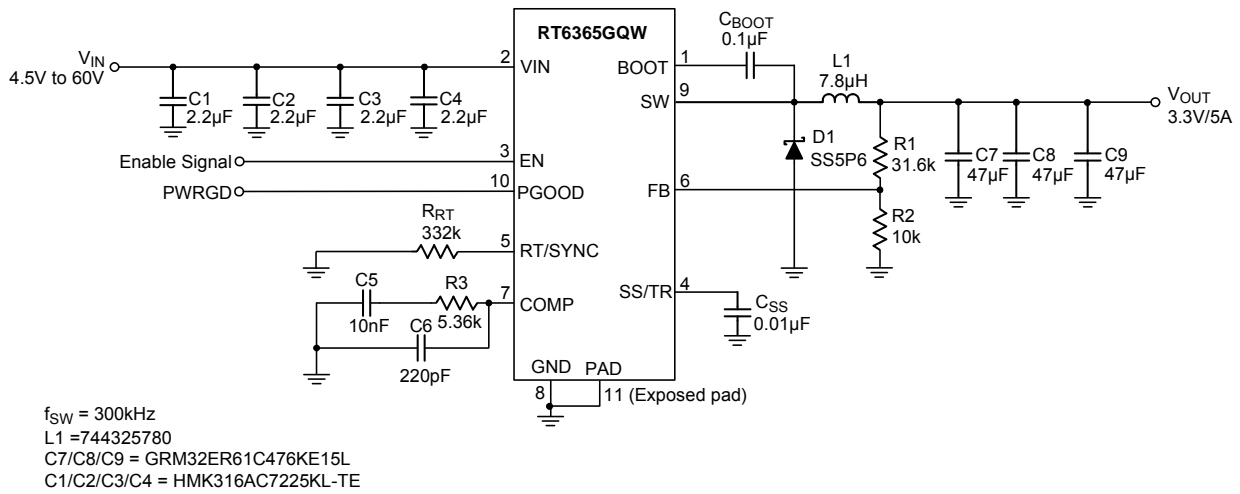 RT6365GQW
VIN
4.5V to 60V
C1
2.2µF
C2
2.2µF
C3
2.2µF
C4
2.2µF
2
VIN
Enable Signal
3
EN
PWRGD
10
PGOOD
RRT
332k
5
RT/SYNC
C5
10nF
R3
5.36k
7
COMP
C6
220pF
GND
PAD
8
11 (Exposed pad)
CBOOT
0.1µF
1
BOOT
9
SW
L1
7.8µH
VOUT
3.3V/5A
D1
SS5P6
R1
31.6k
C7
47µF
C8
47µF
C9
47µF
6
FB
R2
10k
4
SS/TR
CSS
0.01µF
fSW = 300kHz
L1 =744325780
C7/C8/C9 = GRM32ER61C476KE15L
C1/C2/C3/C4 = HMK316AC7225KL-TE